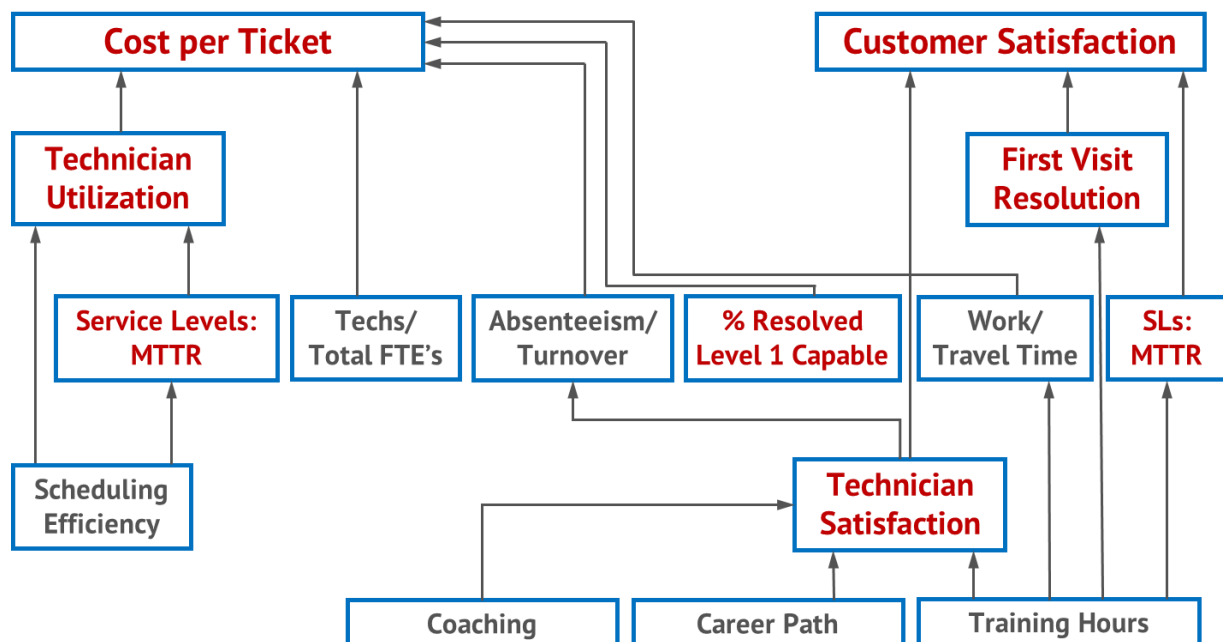 Cost per Ticket
Customer Satisfaction
Technician
Utilization
First Visit
Resolution
Service Levels:
MTTR
Techs/
Total FTE's
Absenteeism/
Turnover
% Resolved
Level 1 Capable
Work/
Travel Time
SLs:
MTTR
Scheduling
Efficiency
Technician
Satisfaction
Coaching
Career Path
Training Hours